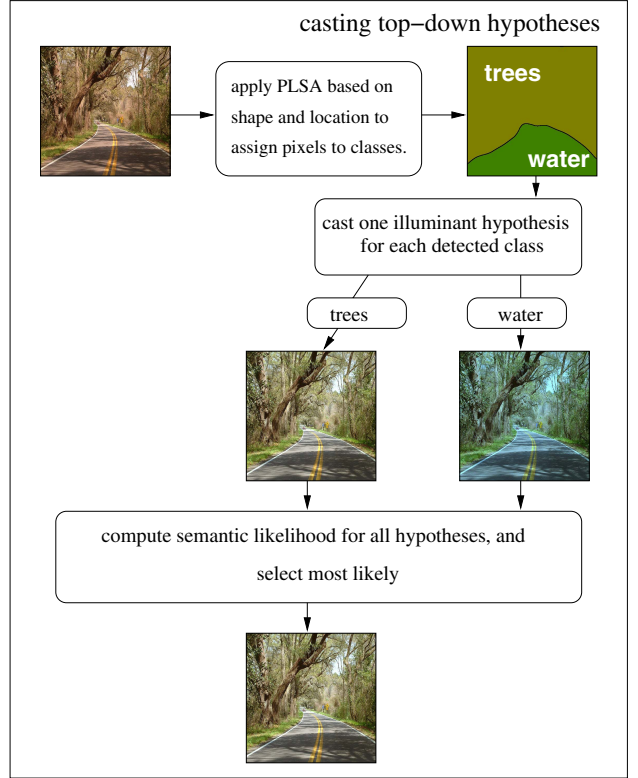 casting top−down hypotheses
apply PLSA based on
shape and location to
assign pixels to classes.
trees
water
cast one illuminant hypothesis
for each detected class
trees
water
compute semantic likelihood for all hypotheses, and
select most likely